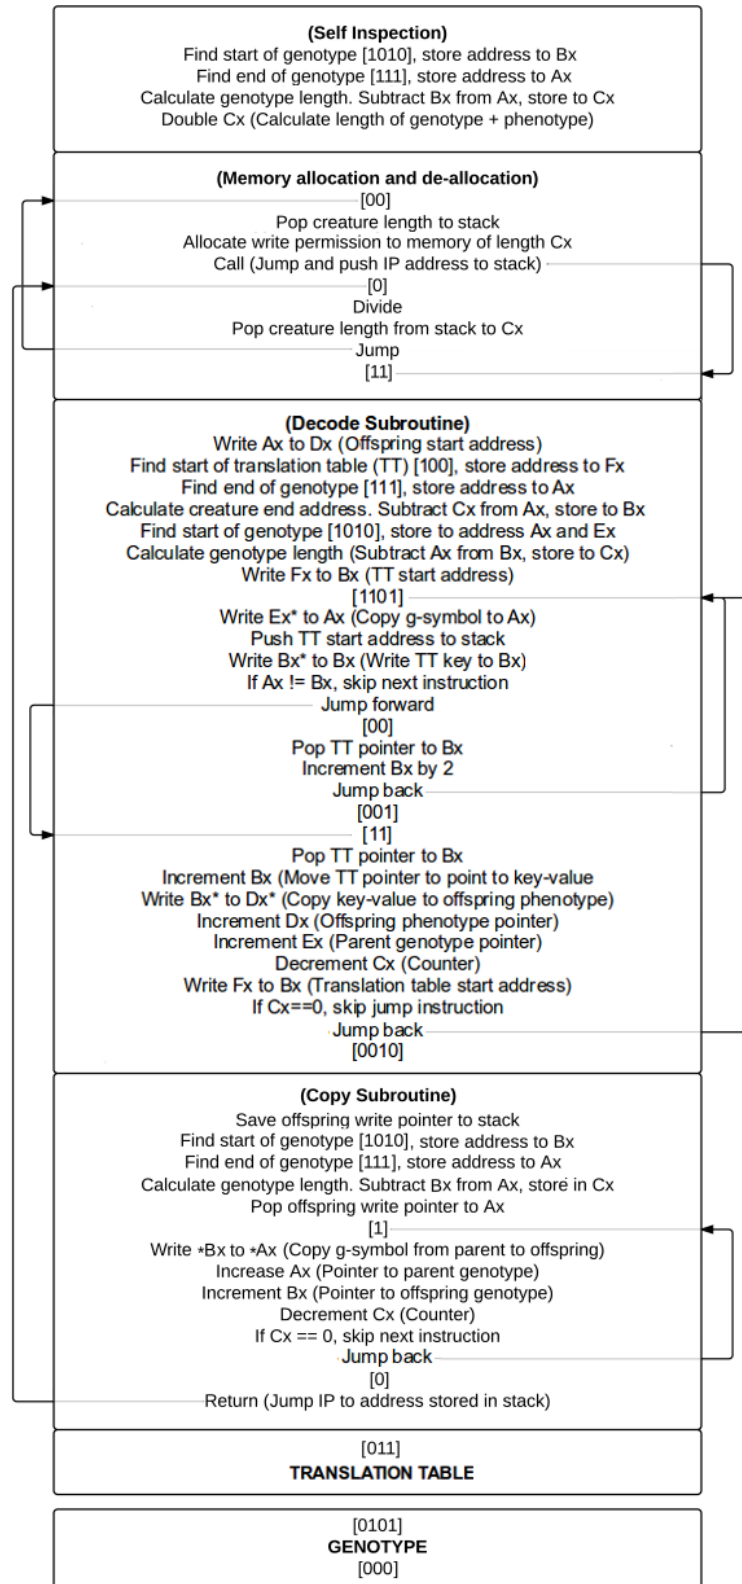 (Self Inspection)
Find start of genotype [1010], store address to Bx
Find end of genotype [111], store address to Ax
Calculate genotype length. Subtract Bx from Ax, store to Cx
Double Cx (Calculate length of genotype + phenotype)
(Memory allocation and de-allocation)
[00]
Pop creature length to stack
Allocate write permission to memory of length Cx
Call (Jump and push IP address to stack)
[0]
Divide
Pop creature length from stack to Cx
Jump
[11]
(Decode Subroutine)
Write Ax to Dx (Offspring start address)
Find start of translation table (TT) [100], store address to Fx
Find end of genotype [111], store address to Ax
Calculate creature end address. Subtract Cx from Ax, store to Bx
Find start of genotype [1010], store to address Ax and Ex
Calculate genotype length (Subtract Ax from Bx, store to Cx)
Write Fx to Bx (TT start address)
[1101]
Write Ex* to Ax (Copy g-symbol to Ax)
Push TT start address to stack
Write Bx* to Bx (Write TT key to Bx)
If Ax != Bx, skip next instruction
Jump forward
[00]
Pop TT pointer to Bx
Increment Bx by 2
Jump back
[001]
[11]
Pop TT pointer to Bx
Increment Bx (Move TT pointer to point to key-value
Write Bx* to Dx* (Copy key-value to offspring phenotype)
Increment Dx (Offspring phenotype pointer)
Increment Ex (Parent genotype pointer)
Decrement Cx (Counter)
Write Fx to Bx (Translation table start address)
If Cx==0, skip jump instruction
Jump back
[0010]
(Copy Subroutine)
Save offspring write pointer to stack
Find start of genotype [1010], store address to Bx
Find end of genotype [111], store address to Ax
Calculate genotype length. Subtract Bx from Ax, store in Cx
Pop offspring write pointer to Ax
[1]
Write *Bx to *Ax (Copy g-symbol from parent to offspring)
Increase Ax (Pointer to parent genotype)
Increment Bx (Pointer to offspring genotype)
Decrement Cx (Counter)
If Cx == 0, skip next instruction
Jump back
[0]
Return (Jump IP to address stored in stack)
[011]
TRANSLATION TABLE
[0101]
GENOTYPE
[000]